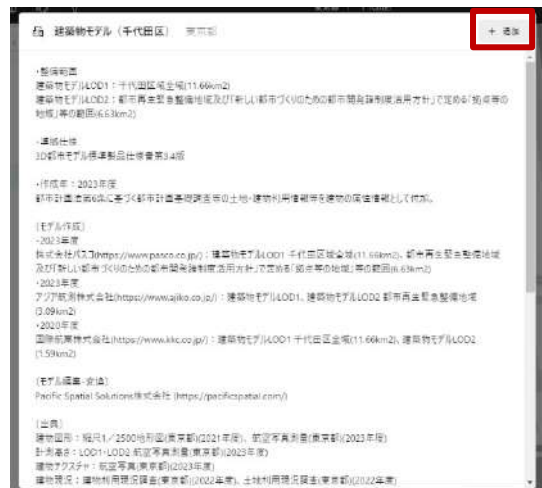 建築物モデル（千代田区） 東京都
+ 追加
・整備範囲
建築物モデルLOD1：千代田区域全域(11.66km2)
建築物モデルLOD2：都市再生緊急整備地域及び「新しい都市づくりのための都市開発諸制度活用方針」で定める「拠点等の
地域」等の範囲(6.63km2)
・準拠仕様
3D都市モデル標準製品仕様書第3.4版
・作成年：2023年度
都市計画法第6条に基づく都市計画基礎調査等の土地・建物利用情報等を建物の属性情報として付加。
［モデル作成］
・2023年度
株式会社パスコ(https://www.pasco.co.jp/)：建築物モデルLOD1 千代田区域全域(11.66km2)、都市再生緊急整備地域
及び「新しい都市づくりのための都市開発諸制度活用方針」で定める「拠点等の地域」等の範囲(6.63km2)
・2023年度
アジア航測株式会社(https://www.ajiko.co.jp/)：建築物モデルLOD1、建築物モデルLOD2 都市再生緊急整備地域
(3.09km2)
・2020年度
国際航業株式会社(https://www.kkc.co.jp/)：建築物モデルLOD1 千代田区全域(11.66km2)、建築物モデルLOD2
(1.59km2)
［モデル編集・変換］
Pacific Spatial Solutions株式会社 (https://pacificspatial.com/)
［出典］
建物図形：縮尺1／2500地形図(東京都)(2021年度)、航空写真測量(東京都)(2023年度)
計測高さ：LOD1・LOD2 航空写真測量(東京都)(2023年度)
建物テクスチャ：航空写真(東京都)(2023年度)
建物現況：建物利用現況調査(東京都)(2022年度)、土地利用現況調査(東京都)(2022年度)